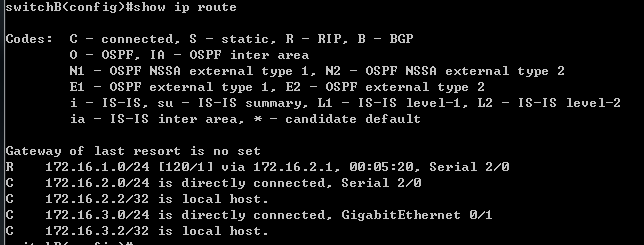 switchB(config)#show ip route
Codes:  C - connected, S - static, R - RIP, B - BGP
        O - OSPF, IA - OSPF inter area
        N1 - OSPF NSSA external type 1, N2 - OSPF NSSA external type 2
        E1 - OSPF external type 1, E2 - OSPF external type 2
        i - IS-IS, su - IS-IS summary, L1 - IS-IS level-1, L2 - IS-IS level-2
        ia - IS-IS inter area, * - candidate default
Gateway of last resort is no set
R    172.16.1.0/24 [120/1] via 172.16.2.1, 00:05:20, Serial 2/0
C    172.16.2.0/24 is directly connected, Serial 2/0
C    172.16.2.2/32 is local host.
C    172.16.3.0/24 is directly connected, GigabitEthernet 0/1
C    172.16.3.2/32 is local host.
switchB(config)#